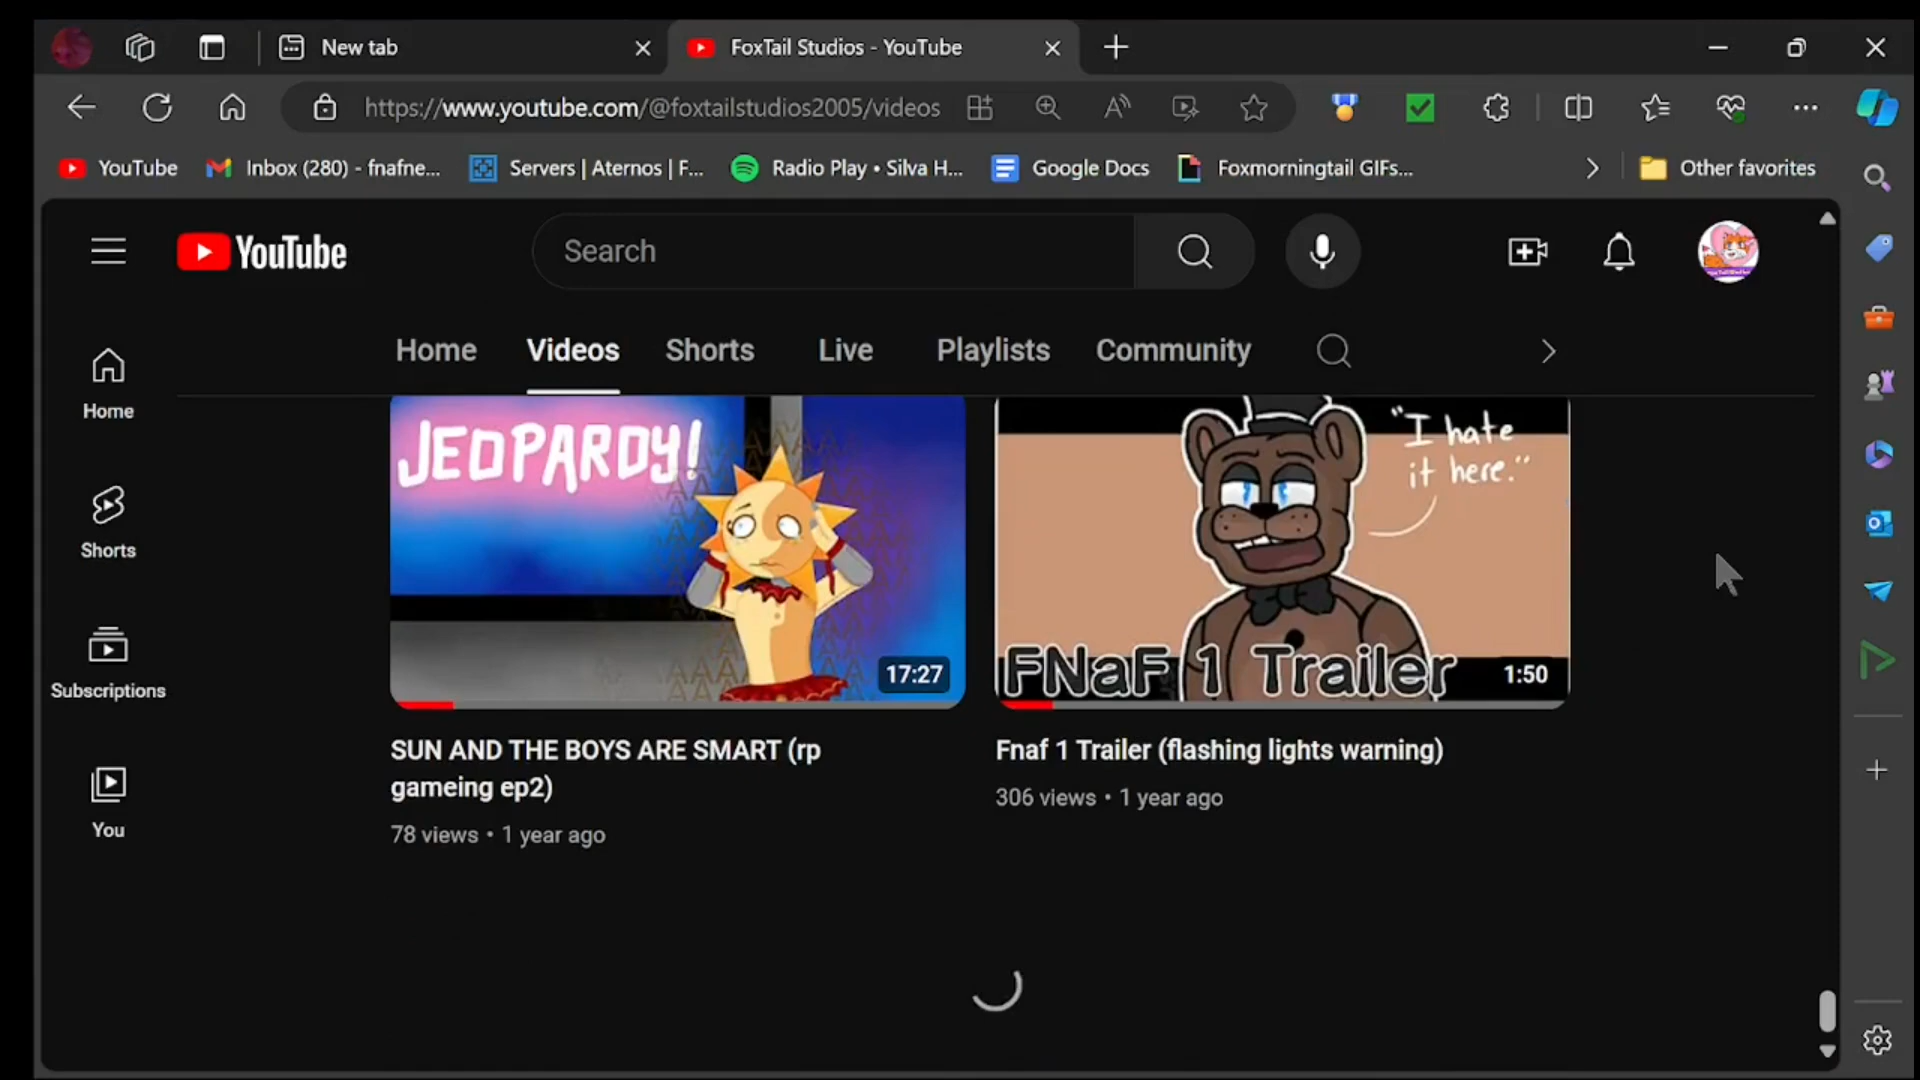 New tab
FoxTail Studios - YouTube
https://www.youtube.com/@foxtailstudios2005/videos
YouTube
Inbox (280) - fnafne...
Servers | Aternos | F...
Radio Play • Silva H...
Google Docs
Foxmorningtail GIFs...
Other favorites
YouTube
Search
Home
Videos
Shorts
Live
Playlists
Community
Home
Shorts
Subscriptions
You
JEOPARDY!
17:27
"I hate
it here."
FNaF 1 Trailer
1:50
SUN AND THE BOYS ARE SMART (rp
gameing ep2)
78 views • 1 year ago
Fnaf 1 Trailer (flashing lights warning)
306 views • 1 year ago